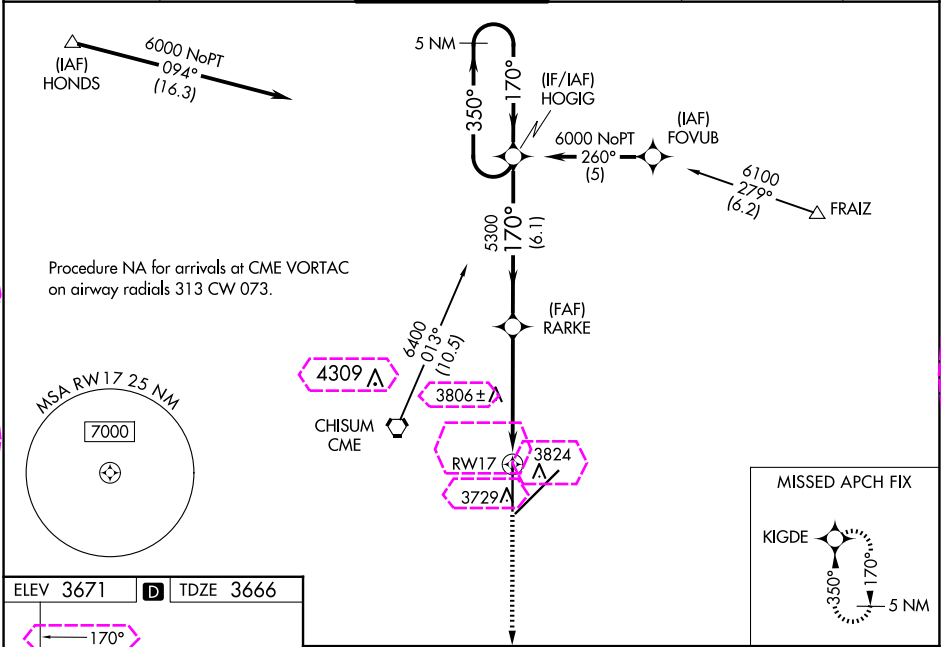 (IAF)
HONDS
6000 NoPT
094°
(16.3)
5 NM
350°
170°
(IF/IAF)
HOGIG
(IAF)
FOVUB
6000 NoPT
260°
(5)
6100
279°
(6.2)
FRAIZ
5300
170°
(6.1)
Procedure NA for arrivals at CME VORTAC
on airway radials 313 CW 073.
(FAF)
RARKE
6400
013°
(10.5)
4309
3806±
CHISUM
CME
MSA RW17 25 NM
7000
RW17
3824
3729
MISSED APCH FIX
KIGDE
350°
170°
5 NM
ELEV 3671 D TDZE 3666
170°